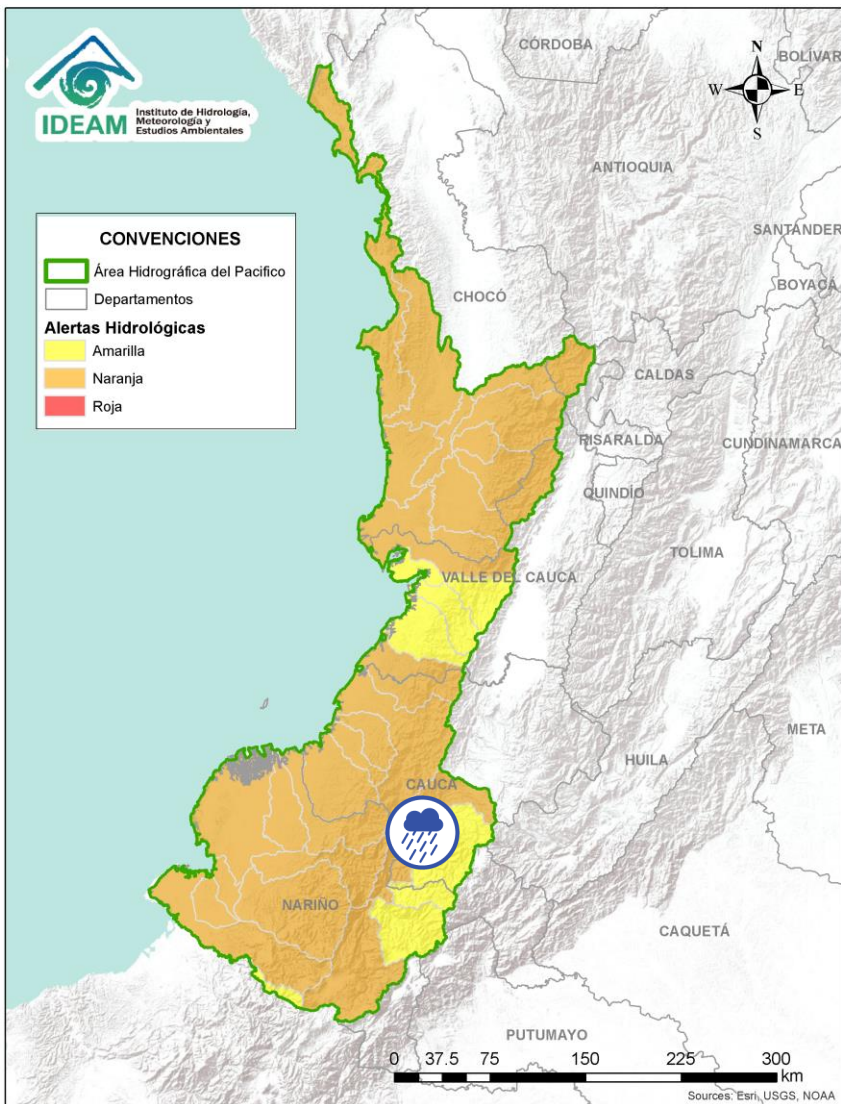 IDEAM
Instituto de Hidrología,
Meteorología y
Estudios Ambientales
CONVENCIONES
Área Hidrográfica del Pacifico
Departamentos
Alertas Hidrológicas
Amarilla
Naranja
Roja
N
W
E
S
CÓRDOBA
BOLÍVAR
ANTIOQUIA
SANTANDER
BOYACÁ
CHOCÓ
CALDAS
RISARALDA
CUNDINAMARCA
QUINDÍO
TOLIMA
VALLE DEL CAUCA
META
HUILA
CAUCA
NARIÑO
CAQUETÁ
PUTUMAYO
0 37.5 75 150 225 300
km
Sources: Esri, USGS, NOAA